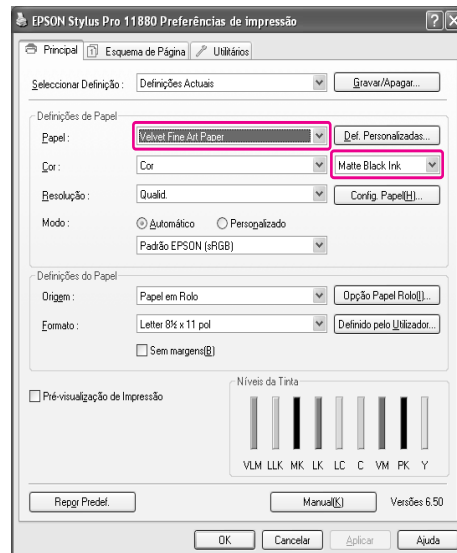 EPSON Stylus Pro 11880 Preferências de impressão
Principal Esquema de Página Utilitários
Seleccionar Definição : Definições Actuais Gravar/Apagar...
Definições de Papel
Papel : Velvet Fine Art Paper Def. Personalizadas...
Cor : Cor Matte Black Ink
Resolução : Qualid. Config. Papel(H)...
Modo : Automático Personalizado
Padrão EPSON (sRGB)
Definições do Papel
Origem : Papel em Rolo Opção Papel Rolo(I)...
Formato : Letter 8½ x 11 pol Definido pelo Utilizador...
Sem margens(B)
Pré-visualização de Impressão
Níveis da Tinta
VLM LLK MK LK LC C VM PK Y
Repor Predef. Manual(K) Versões 6.50
OK Cancelar Aplicar Ajuda